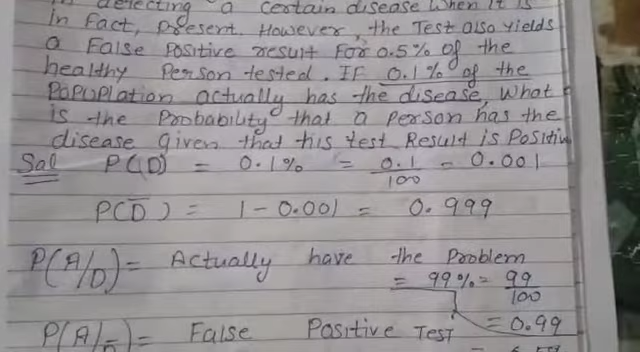 detecting a certain disease when it is
in fact, present. However, the Test also yields
a False Positive result For 0.5% of the
healthy Person tested. IF 0.1% of the
Population actually has the disease, What
is the Probability that a Person has the
disease given that his test Result is Positiv
Sol P(D) = 0.1% = 0.1/100 = 0.001
P(D̅) = 1 - 0.001 = 0.999
P(A/D) = Actually have the Problem
= 99% = 99/100
= 0.99
P(A/D̅) = False Positive Test